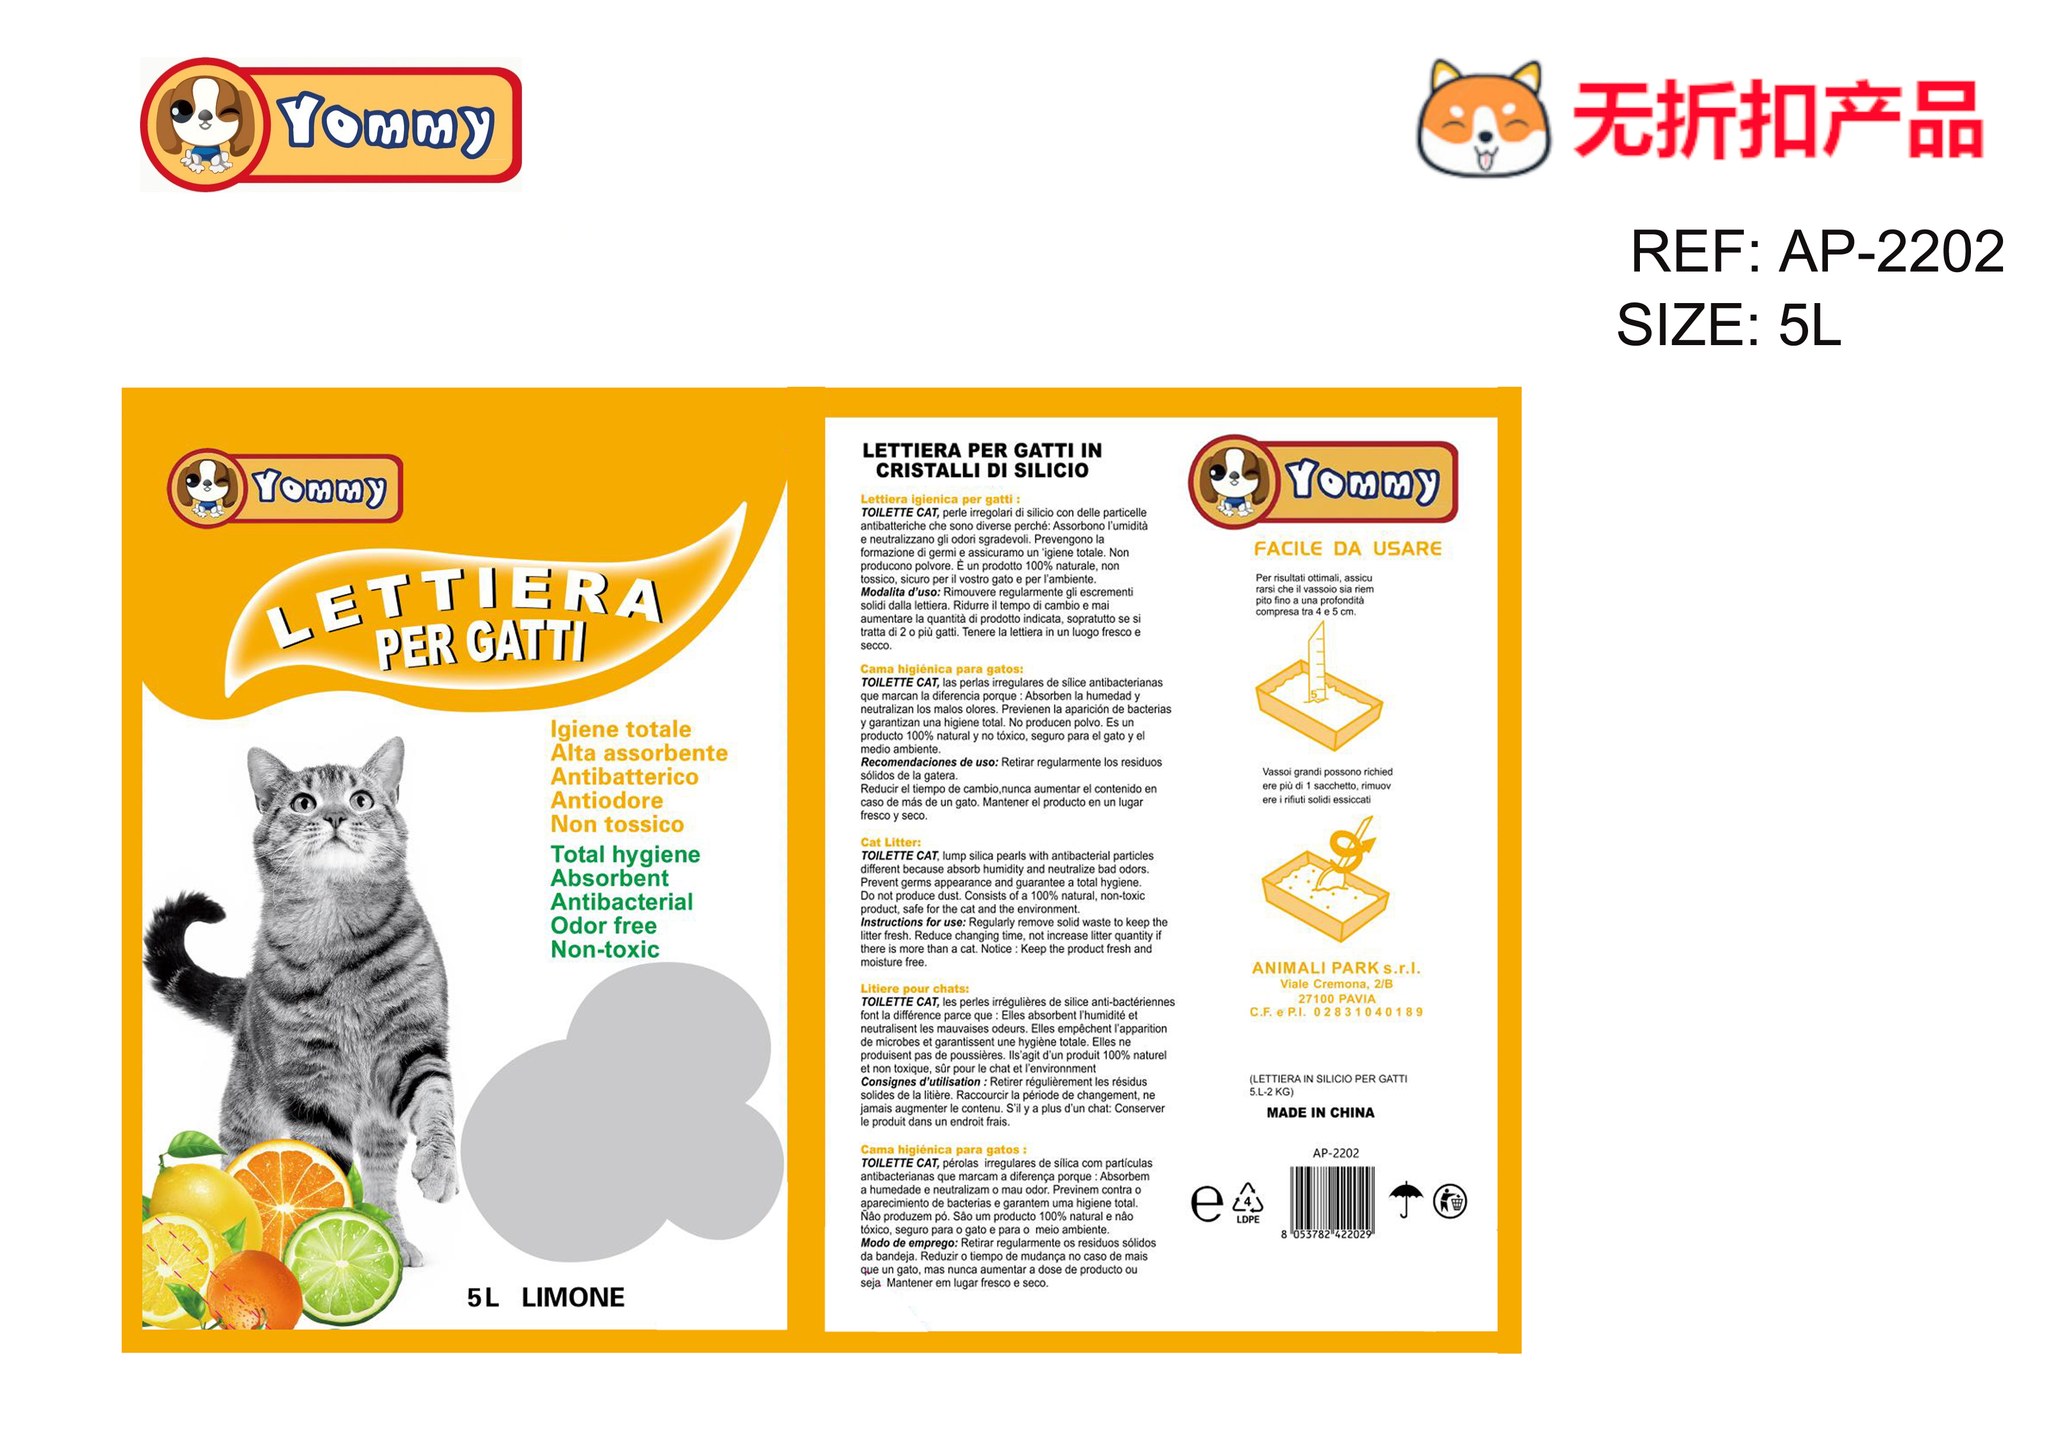 Yommy
无折扣产品
REF: AP-2202
SIZE: 5L
Yommy
LETTIERA
PER GATTI
Igiene totale
Alta assorbente
Antibatterico
Antiodore
Non tossico
Total hygiene
Absorbent
Antibacterial
Odor free
Non-toxic
5L LIMONE
LETTIERA PER GATTI IN
CRISTALLI DI SILICIO
Lettiera igienica per gatti :
TOILETTE CAT, perle irregolari di silicio con delle particelle
antibatteriche che sono diverse perché: Assorbono l'umidità
e neutralizzano gli odori sgradevoli. Prevengono la
formazione di germi e assicuramo un 'igiene totale. Non
producono polvore. È un prodotto 100% naturale, non
tossico, sicuro per il vostro gato e per l'ambiente.
Modalita d'uso: Rimouvere regularmente gli escrementi
solidi dalla lettiera. Ridurre il tempo di cambio e mai
aumentare la quantità di prodotto indicata, sopratutto se si
tratta di 2 o più gatti. Tenere la lettiera in un luogo fresco e
secco.
Cama higiénica para gatos:
TOILETTE CAT, las perlas irregulares de sílice antibacterianas
que marcan la diferencia porque : Absorben la humedad y
neutralizan los malos olores. Previenen la aparición de bacterias
y garantizan una higiene total. No producen polvo. Es un
producto 100% natural y no tóxico, seguro para el gato y el
medio ambiente.
Recomendaciones de uso: Retirar regularmente los residuos
sólidos de la gatera.
Reducir el tiempo de cambio,nunca aumentar el contenido en
caso de más de un gato. Mantener el producto en un lugar
fresco y seco.
Cat Litter:
TOILETTE CAT, lump silica pearls with antibacterial particles
different because absorb humidity and neutralize bad odors.
Prevent germs appearance and guarantee a total hygiene.
Do not produce dust. Consists of a 100% natural, non-toxic
product, safe for the cat and the environment.
Instructions for use: Regularly remove solid waste to keep the
litter fresh. Reduce changing time, not increase litter quantity if
there is more than a cat. Notice : Keep the product fresh and
moisture free.
Litiere pour chats:
TOILETTE CAT, les perles irrégulières de silice anti-bactériennes
font la différence parce que : Elles absorbent l'humidité et
neutralisent les mauvaises odeurs. Elles empêchent l'apparition
de microbes et garantissent une hygiène totale. Elles ne
produisent pas de poussières. Ils'agit d'un produit 100% naturel
et non toxique, sûr pour le chat et l'environnment
Consignes d'utilisation : Retirer régulièrement les résidus
solides de la litière. Raccourcir la période de changement, ne
jamais augmenter le contenu. S'il y a plus d'un chat: Conserver
le produit dans un endroit frais.
Cama higiénica para gatos :
TOILETTE CAT, pérolas irregulares de sílica com partículas
antibacterianas que marcam a diferença porque : Absorbem
a humedade e neutralizam o mau odor. Previnem contra o
aparecimento de bacterias e garantem uma higiene total.
Ñâo produzem pó. Sâo um producto 100% natural e nâo
tóxico, seguro para o gato e para o meio ambiente.
Modo de emprego: Retirar regularmente os residuos sólidos
da bandeja. Reduzir o tiempo de mudança no caso de mais
que un gato, mas nunca aumentar a dose de producto ou
seja Mantener em lugar fresco e seco.
Yommy
FACILE DA USARE
Per risultati ottimali, assicu
rarsi che il vassoio sia riem
pito fino a una profondità
compresa tra 4 e 5 cm.
5
Vassoi grandi possono richied
ere più di 1 sacchetto, rimuov
ere i rifiuti solidi essiccati
ANIMALI PARK s.r.l.
Viale Cremona, 2/B
27100 PAVIA
C.F. e P.I. 02831040189
(LETTIERA IN SILICIO PER GATTI
5.L-2 KG)
MADE IN CHINA
AP-2202
e
4
LDPE
8 053782 422029